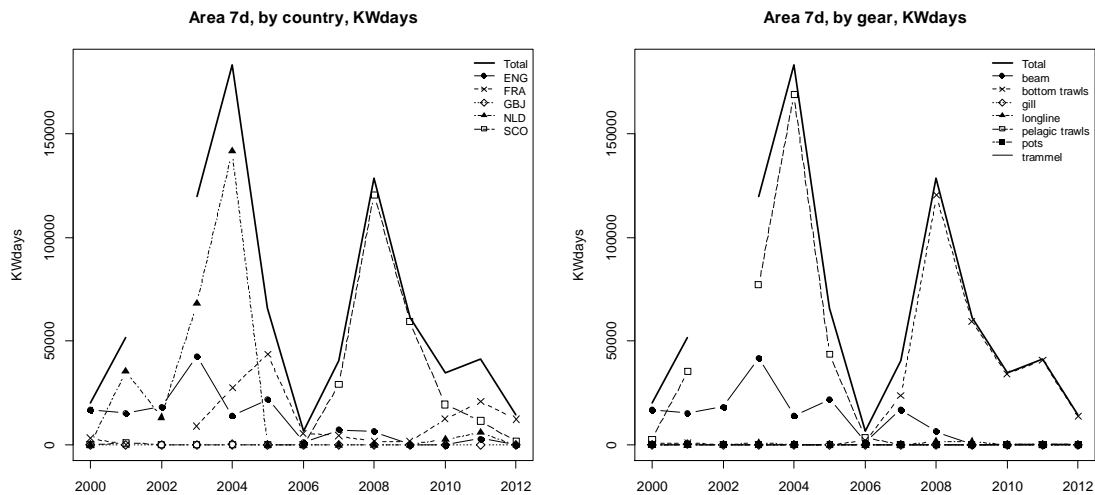 Area 7d, by country, KWdays
KWdays
0
50000
100000
150000
2000
2002
2004
2006
2008
2010
2012
Total
ENG
FRA
GBJ
NLD
SCO
Area 7d, by gear, KWdays
KWdays
0
50000
100000
150000
2000
2002
2004
2006
2008
2010
2012
Total
beam
bottom trawls
gill
longline
pelagic trawls
pots
trammel